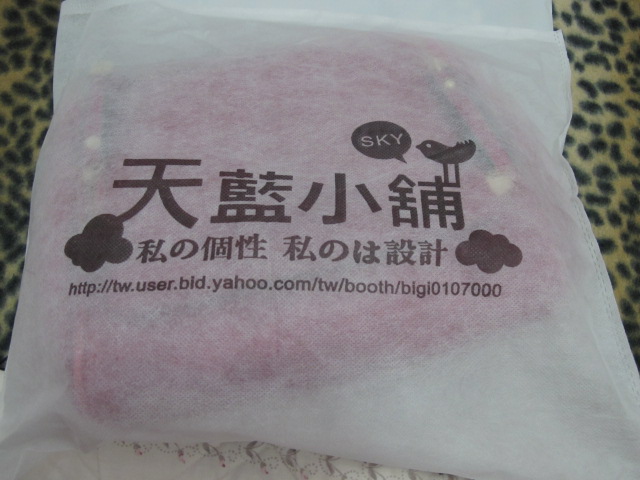 SKY
天藍小舖
私の個性 私のは設計
http://tw.user.bid.yahoo.com/tw/booth/bigi0107000